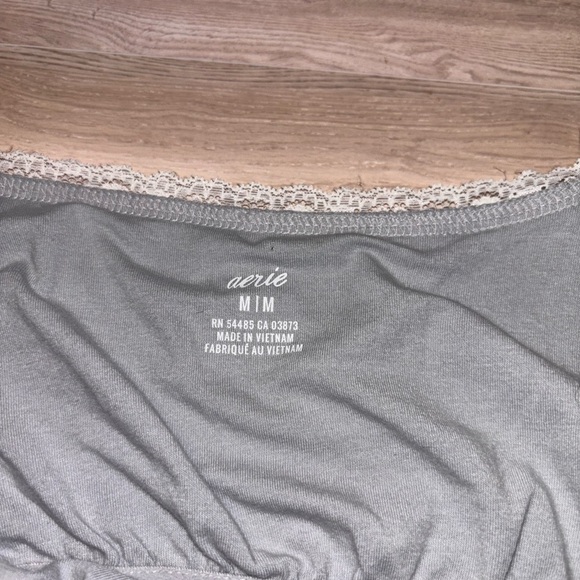 aerie
M | M
RN 54485 CA 03873
MADE IN VIETNAM
FABRIQUÉ AU VIETNAM